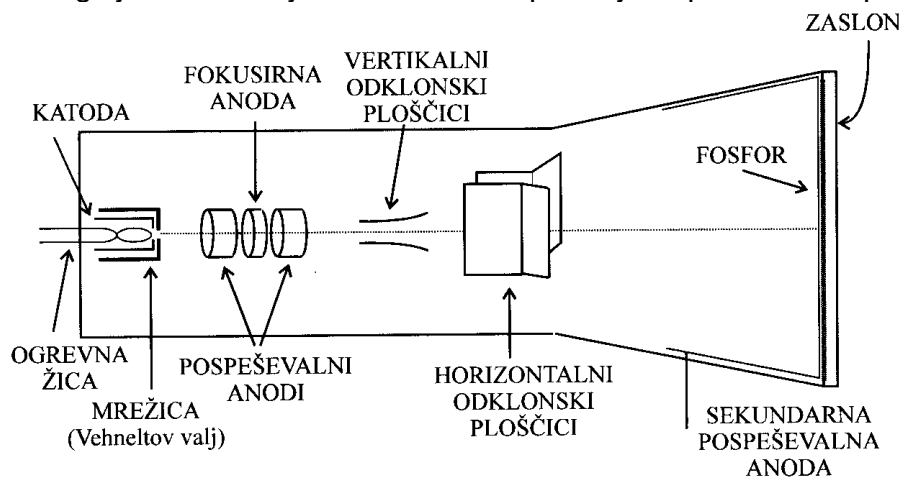 ZASLON
VERTIKALNI
ODKLONSKI
PLOŠČICI
FOKUSIRNA
ANODA
KATODA
FOSFOR
OGREVNA
ŽICA
MREŽICA
(Vehneltov valj)
POSPEŠEVALNI
ANODI
HORIZONTALNI
ODKLONSKI
PLOŠČICI
SEKUNDARNA
POSPEŠEVALNA
ANODA